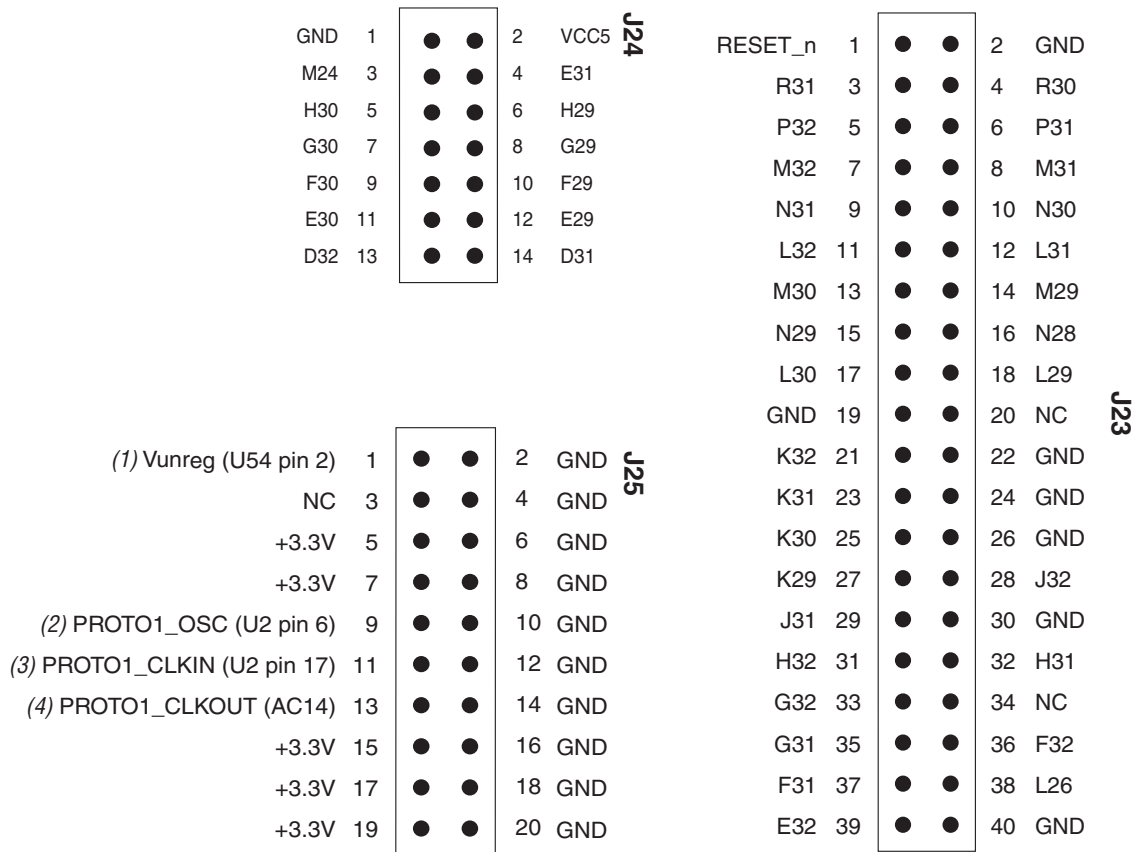 J24
GND 1 2 VCC5
M24 3 4 E31
H30 5 6 H29
G30 7 8 G29
F30 9 10 F29
E30 11 12 E29
D32 13 14 D31
J25
(1) Vunreg (U54 pin 2) 1 2 GND
NC 3 4 GND
+3.3V 5 6 GND
+3.3V 7 8 GND
(2) PROTO1_OSC (U2 pin 6) 9 10 GND
(3) PROTO1_CLKIN (U2 pin 17) 11 12 GND
(4) PROTO1_CLKOUT (AC14) 13 14 GND
+3.3V 15 16 GND
+3.3V 17 18 GND
+3.3V 19 20 GND
J23
RESET_n 1 2 GND
R31 3 4 R30
P32 5 6 P31
M32 7 8 M31
N31 9 10 N30
L32 11 12 L31
M30 13 14 M29
N29 15 16 N28
L30 17 18 L29
GND 19 20 NC
K32 21 22 GND
K31 23 24 GND
K30 25 26 GND
K29 27 28 J32
J31 29 30 GND
H32 31 32 H31
G32 33 34 NC
G31 35 36 F32
F31 37 38 L26
E32 39 40 GND